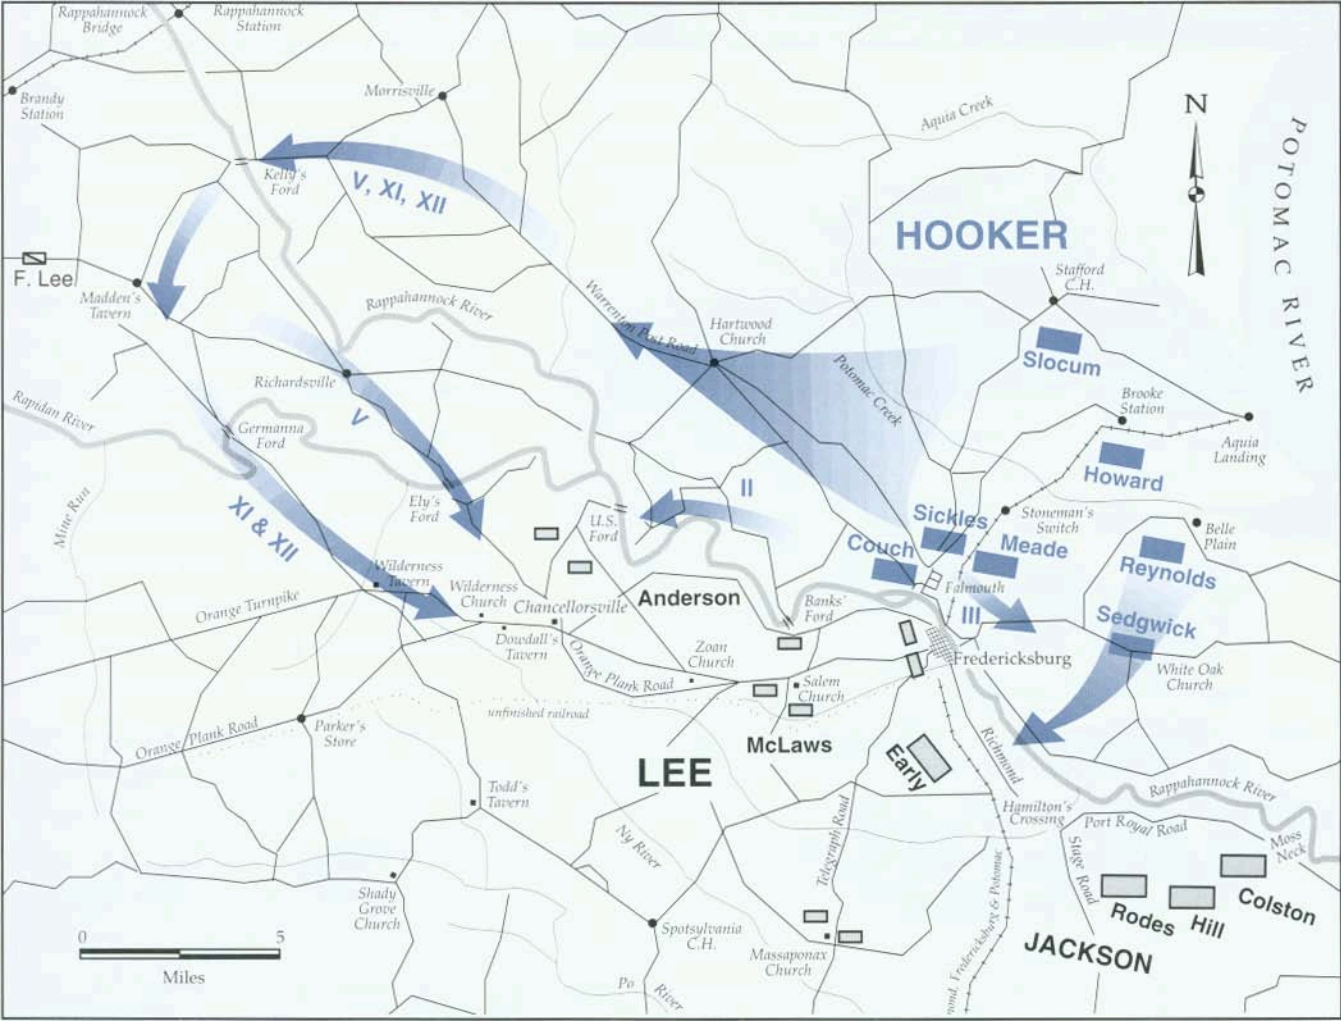 Rappahannock
Bridge
Rappahannock
Station
Brandy
Station
Morrisville
Aquia Creek
N
POTOMAC RIVER
Kelly's
Ford
V, XI, XII
HOOKER
F. Lee
Madden's
Tavern
Rappahannock River
Warrenton Post Road
Stafford
C.H.
Hartwood
Church
Slocum
Potomac Creek
Richardsville
V
Rapidan River
Germanna
Ford
Brooke
Station
Aquia
Landing
Howard
Mine Run
XI & XII
Ely's
Ford
U.S.
Ford
II
Sickles
Stoneman's
Switch
Belle
Plain
Couch
Meade
Reynolds
Wilderness
Tavern
Wilderness
Church
Chancellorsville
Anderson
Banks'
Ford
Falmouth
III
Sedgwick
Orange Turnpike
Dowdall's
Tavern
Orange Plank Road
Zoan
Church
Salem
Church
Fredericksburg
White Oak
Church
Orange Plank Road
Parker's
Store
unfinished railroad
McLaws
LEE
Early
Richmond
Stage Road
Todd's
Tavern
Ny River
Telegraph Road
Hamilton's
Crossing
Port Royal Road
Rappahannock River
Moss
Neck
Shady
Grove
Church
Rodes
Hill
Colston
JACKSON
Spotsylvania
C.H.
Massaponax
Church
mond, Fredericksburg & Potomac
Po River
0 5
Miles